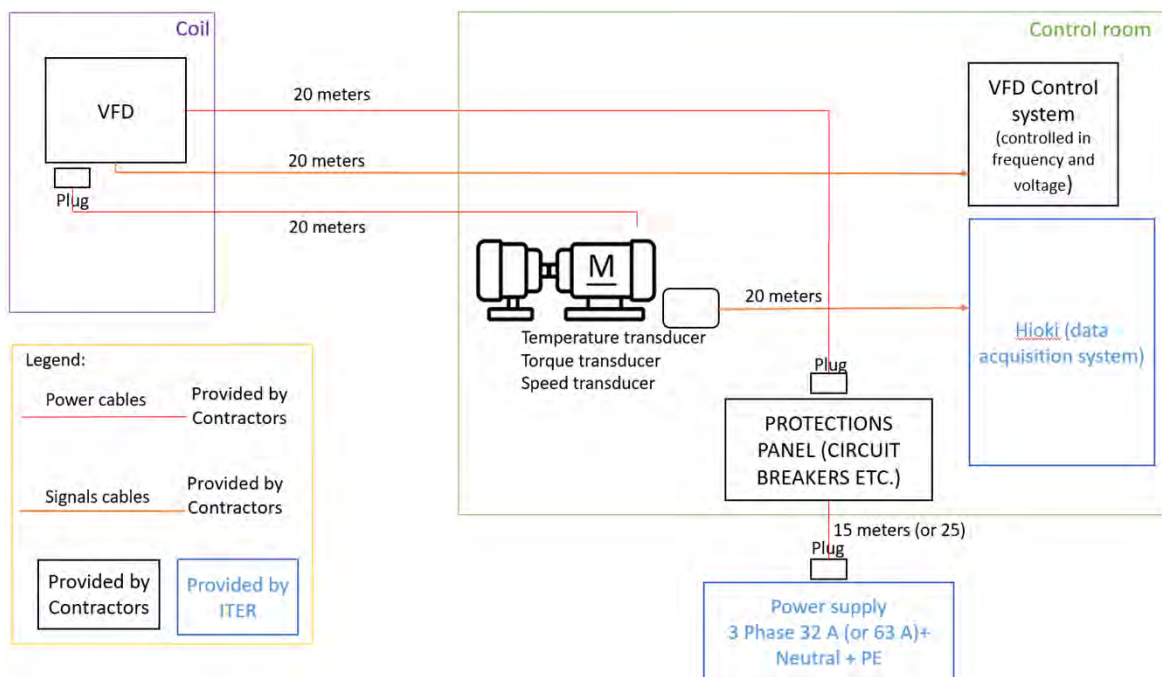 Coil
Control room
VFD
20 meters
VFD Control
system
(controlled in
frequency and
voltage)
20 meters
Plug
20 meters
M
20 meters
Temperature transducer
Torque transducer
Speed transducer
Hioki (data
acquisition system)
Plug
PROTECTIONS
PANEL (CIRCUIT
BREAKERS ETC.)
15 meters (or 25)
Plug
Power supply
3 Phase 32 A (or 63 A)+
Neutral + PE
Legend:
Power cables
Provided by
Contractors
Signals cables
Provided by
Contractors
Provided by
Contractors
Provided by
ITER